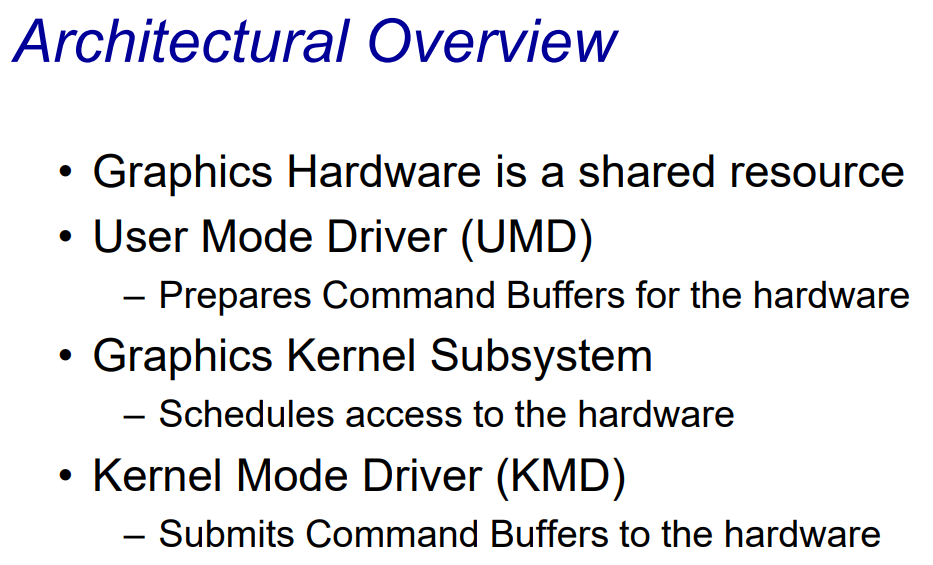 Architectural Overview
• Graphics Hardware is a shared resource
• User Mode Driver (UMD)
– Prepares Command Buffers for the hardware
• Graphics Kernel Subsystem
– Schedules access to the hardware
• Kernel Mode Driver (KMD)
– Submits Command Buffers to the hardware